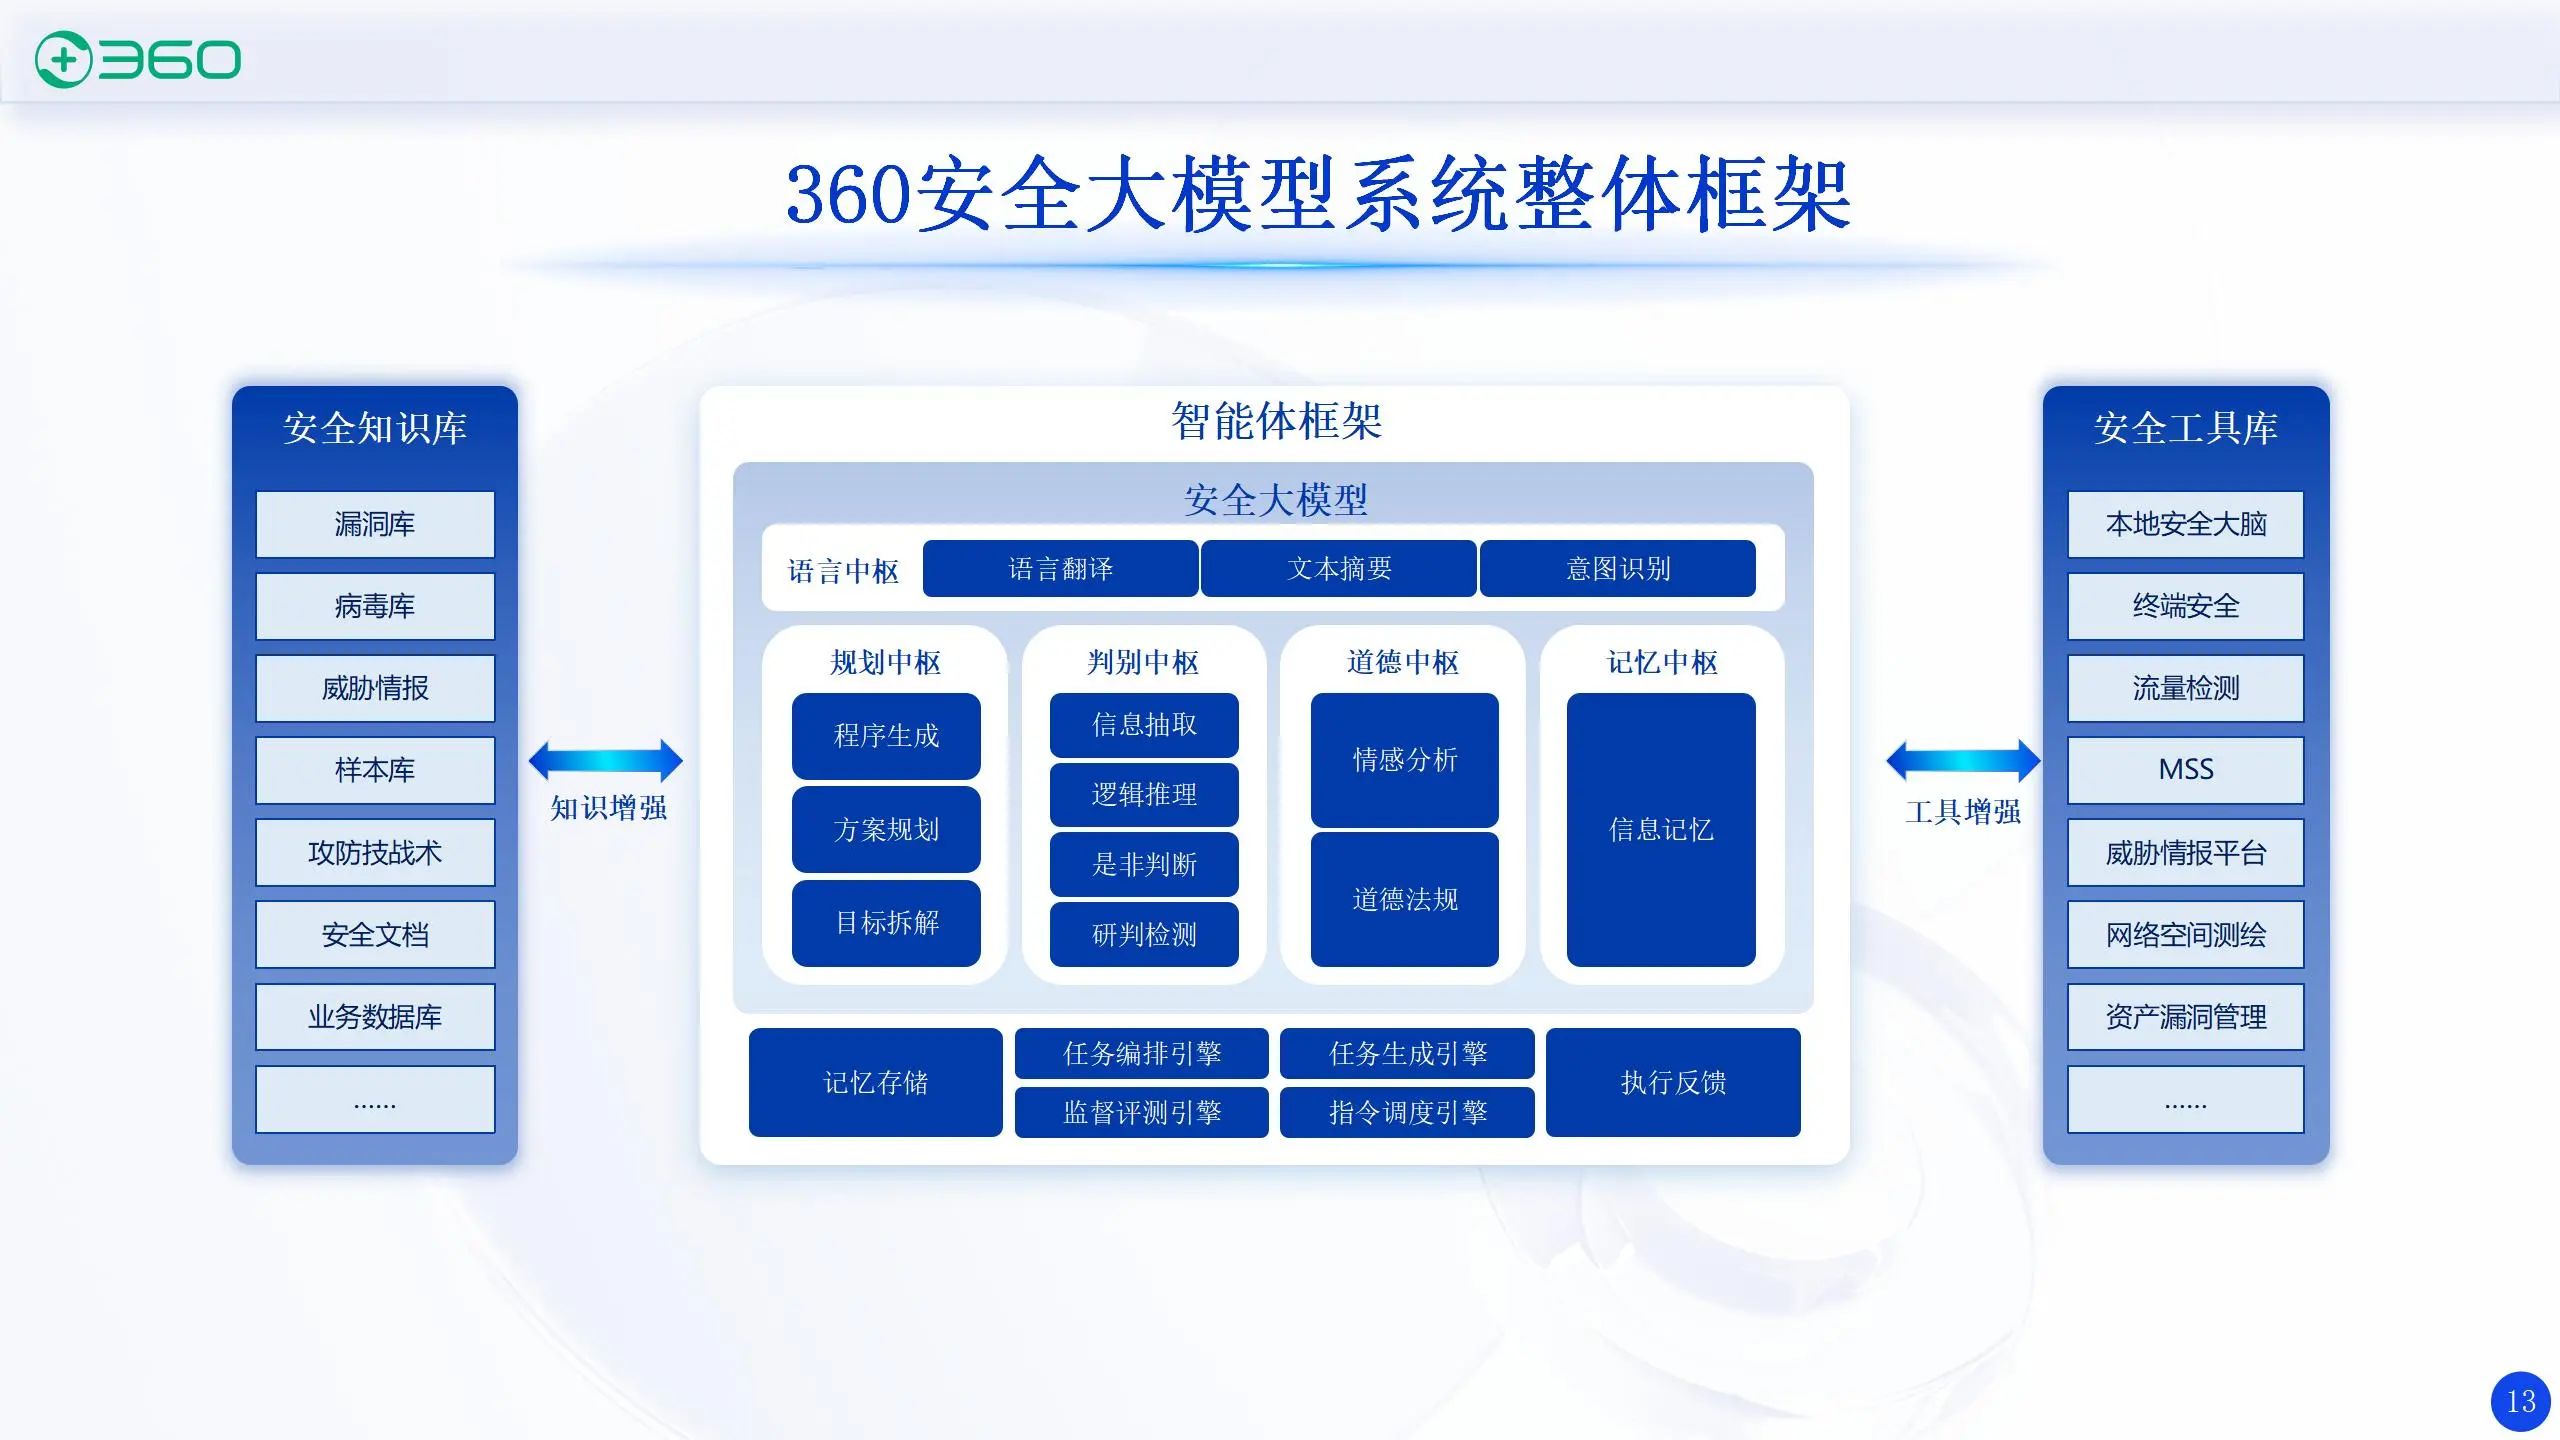 360
360安全大模型系统整体框架
安全知识库
漏洞库
病毒库
威胁情报
样本库
攻防技战术
安全文档
业务数据库
……
知识增强
智能体框架
安全大模型
语言中枢
语言翻译
文本摘要
意图识别
规划中枢
程序生成
方案规划
目标拆解
判别中枢
信息抽取
逻辑推理
是非判断
研判检测
道德中枢
情感分析
道德法规
记忆中枢
信息记忆
记忆存储
任务编排引擎
任务生成引擎
监督评测引擎
指令调度引擎
执行反馈
工具增强
安全工具库
本地安全大脑
终端安全
流量检测
MSS
威胁情报平台
网络空间测绘
资产漏洞管理
……
13